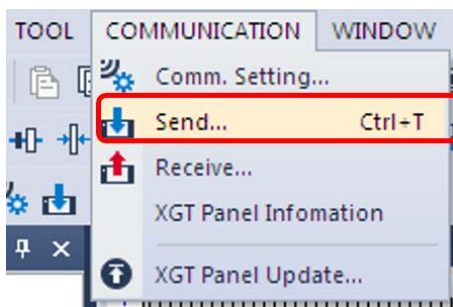 TOOL COMMUNICATION WINDOW
Comm. Setting...
Send... Ctrl+T
Receive...
XGT Panel Infomation
XGT Panel Update...